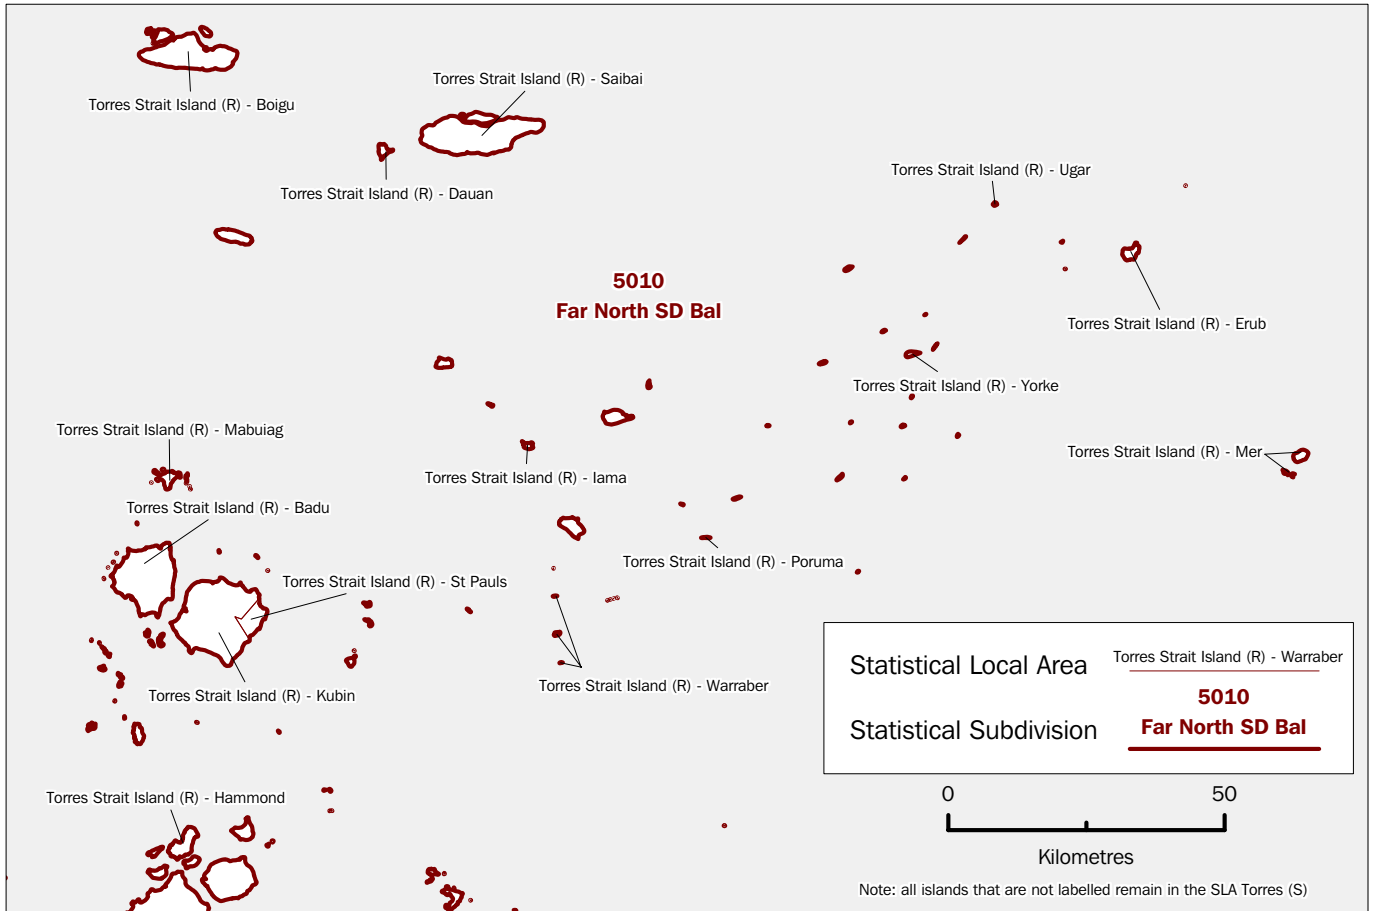 Torres Strait Island (R) - Saibai
Torres Strait Island (R) - Boigu
Torres Strait Island (R) - Ugar
Torres Strait Island (R) - Dauan
5010
Far North SD Bal
Torres Strait Island (R) - Erub
Torres Strait Island (R) - Yorke
Torres Strait Island (R) - Mabuiag
Torres Strait Island (R) - Mer
Torres Strait Island (R) - Iama
Torres Strait Island (R) - Badu
Torres Strait Island (R) - Poruma
Torres Strait Island (R) - St Pauls
Torres Strait Island (R) - Warraber
Torres Strait Island (R) - Kubin
Torres Strait Island (R) - Hammond
Statistical Local Area
Torres Strait Island (R) - Warraber
Statistical Subdivision
5010
Far North SD Bal
0 50
Kilometres
Note: all islands that are not labelled remain in the SLA Torres (S)